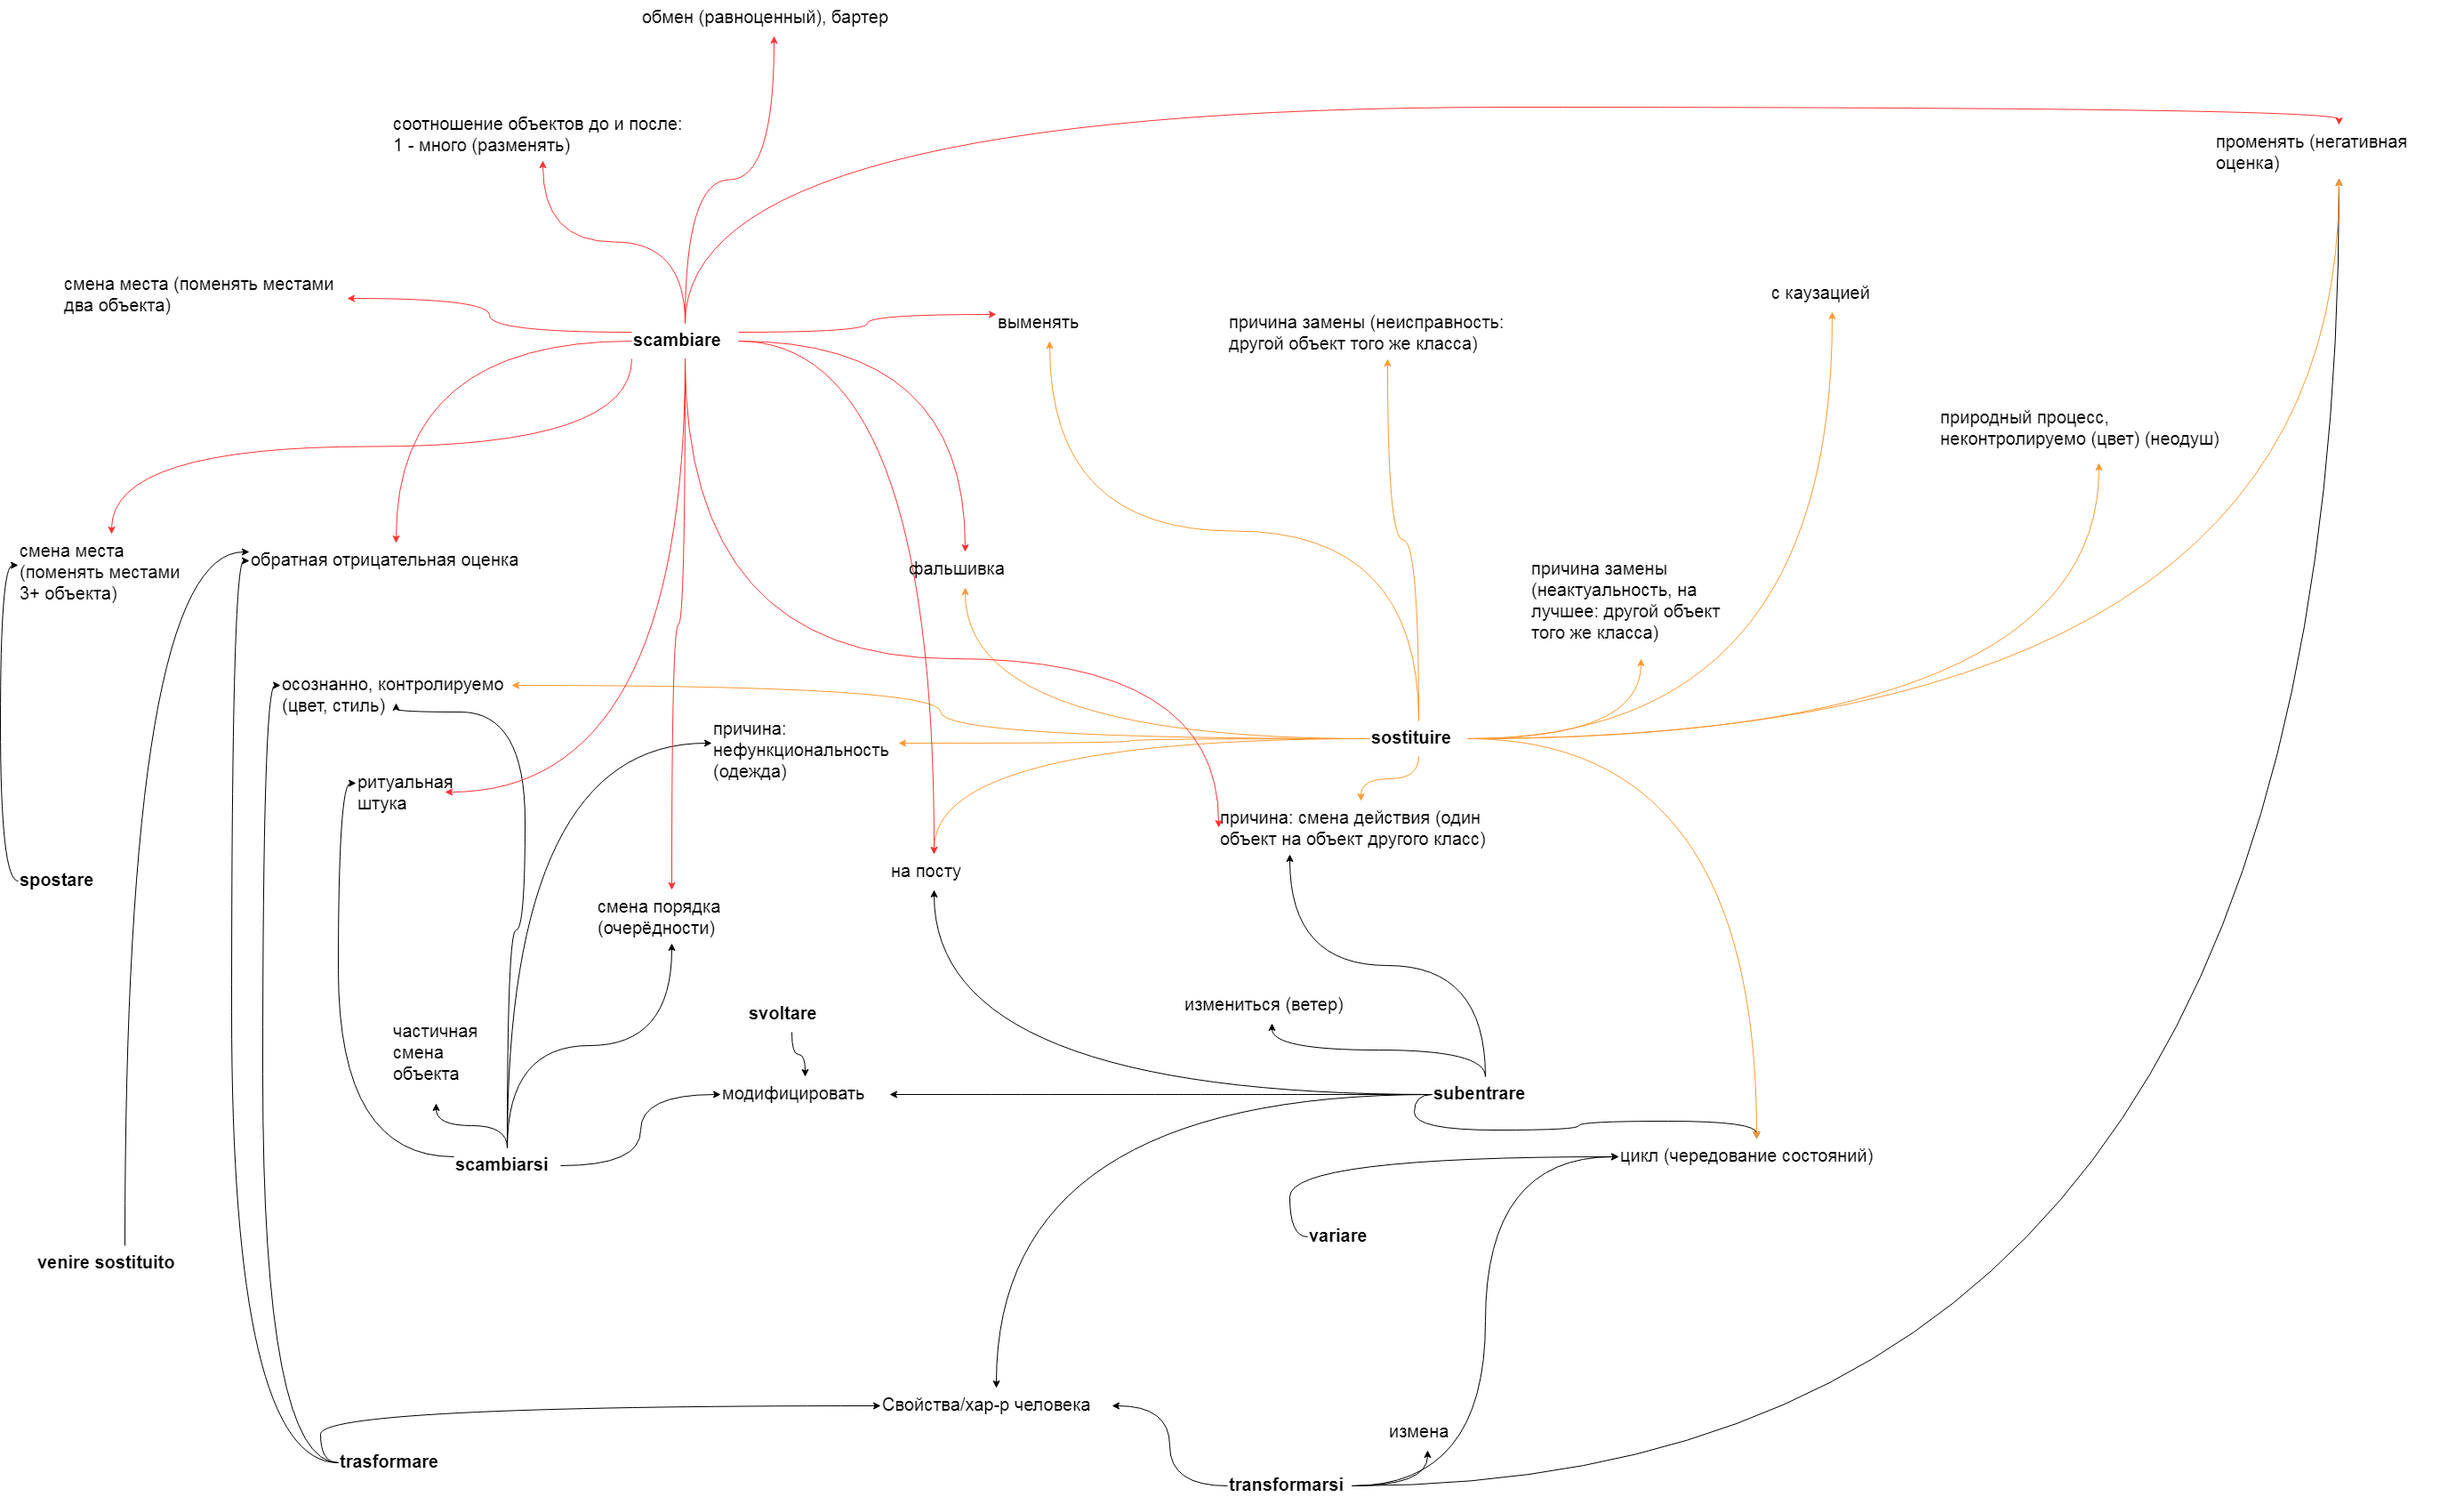 обмен (равноценный), бартер
соотношение объектов до и после:
1 - много (разменять)
променять (негативная
оценка)
смена места (поменять местами
два объекта)
scambiare
выменять
причина замены (неисправность:
другой объект того же класса)
с каузацией
природный процесс,
неконтролируемо (цвет) (неодуш)
смена места
(поменять местами
3+ объекта)
обратная отрицательная оценка
фальшивка
причина замены
(неактуальность, на
лучшее: другой объект
того же класса)
осознанно, контролируемо
(цвет, стиль)
причина:
нефункциональность
(одежда)
sostituire
ритуальная
штука
причина: смена действия (один
объект на объект другого класс)
spostare
на посту
смена порядка
(очерёдности)
частичная
смена
объекта
svoltare
измениться (ветер)
модифицировать
subentrare
scambiarsi
цикл (чередование состояний)
variare
venire sostituito
Свойства/хар-р человека
измена
trasformare
transformarsi